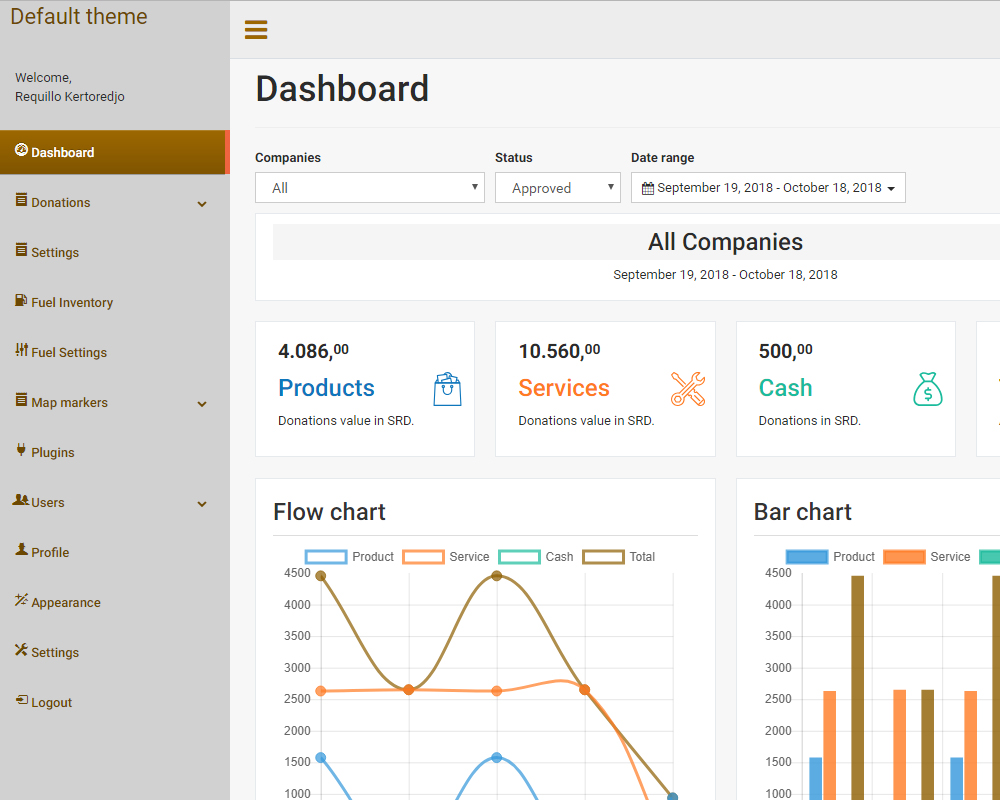 Default theme
Welcome,
Requillo Kertoredjo
Dashboard
Donations
Settings
Fuel Inventory
Fuel Settings
Map markers
Plugins
Users
Profile
Appearance
Settings
Logout
Dashboard
Companies Status Date range
All Approved September 19, 2018 - October 18, 2018
All Companies
September 19, 2018 - October 18, 2018
4.086,00
Products
Donations value in SRD.
10.560,00
Services
Donations value in SRD.
500,00
Cash
$
Donations in SRD.
Flow chart
Product Service Cash Total
4500
4000
3500
3000
2500
2000
1500
1000
Bar chart
Product Service
4500
4000
3500
3000
2500
2000
1500
1000